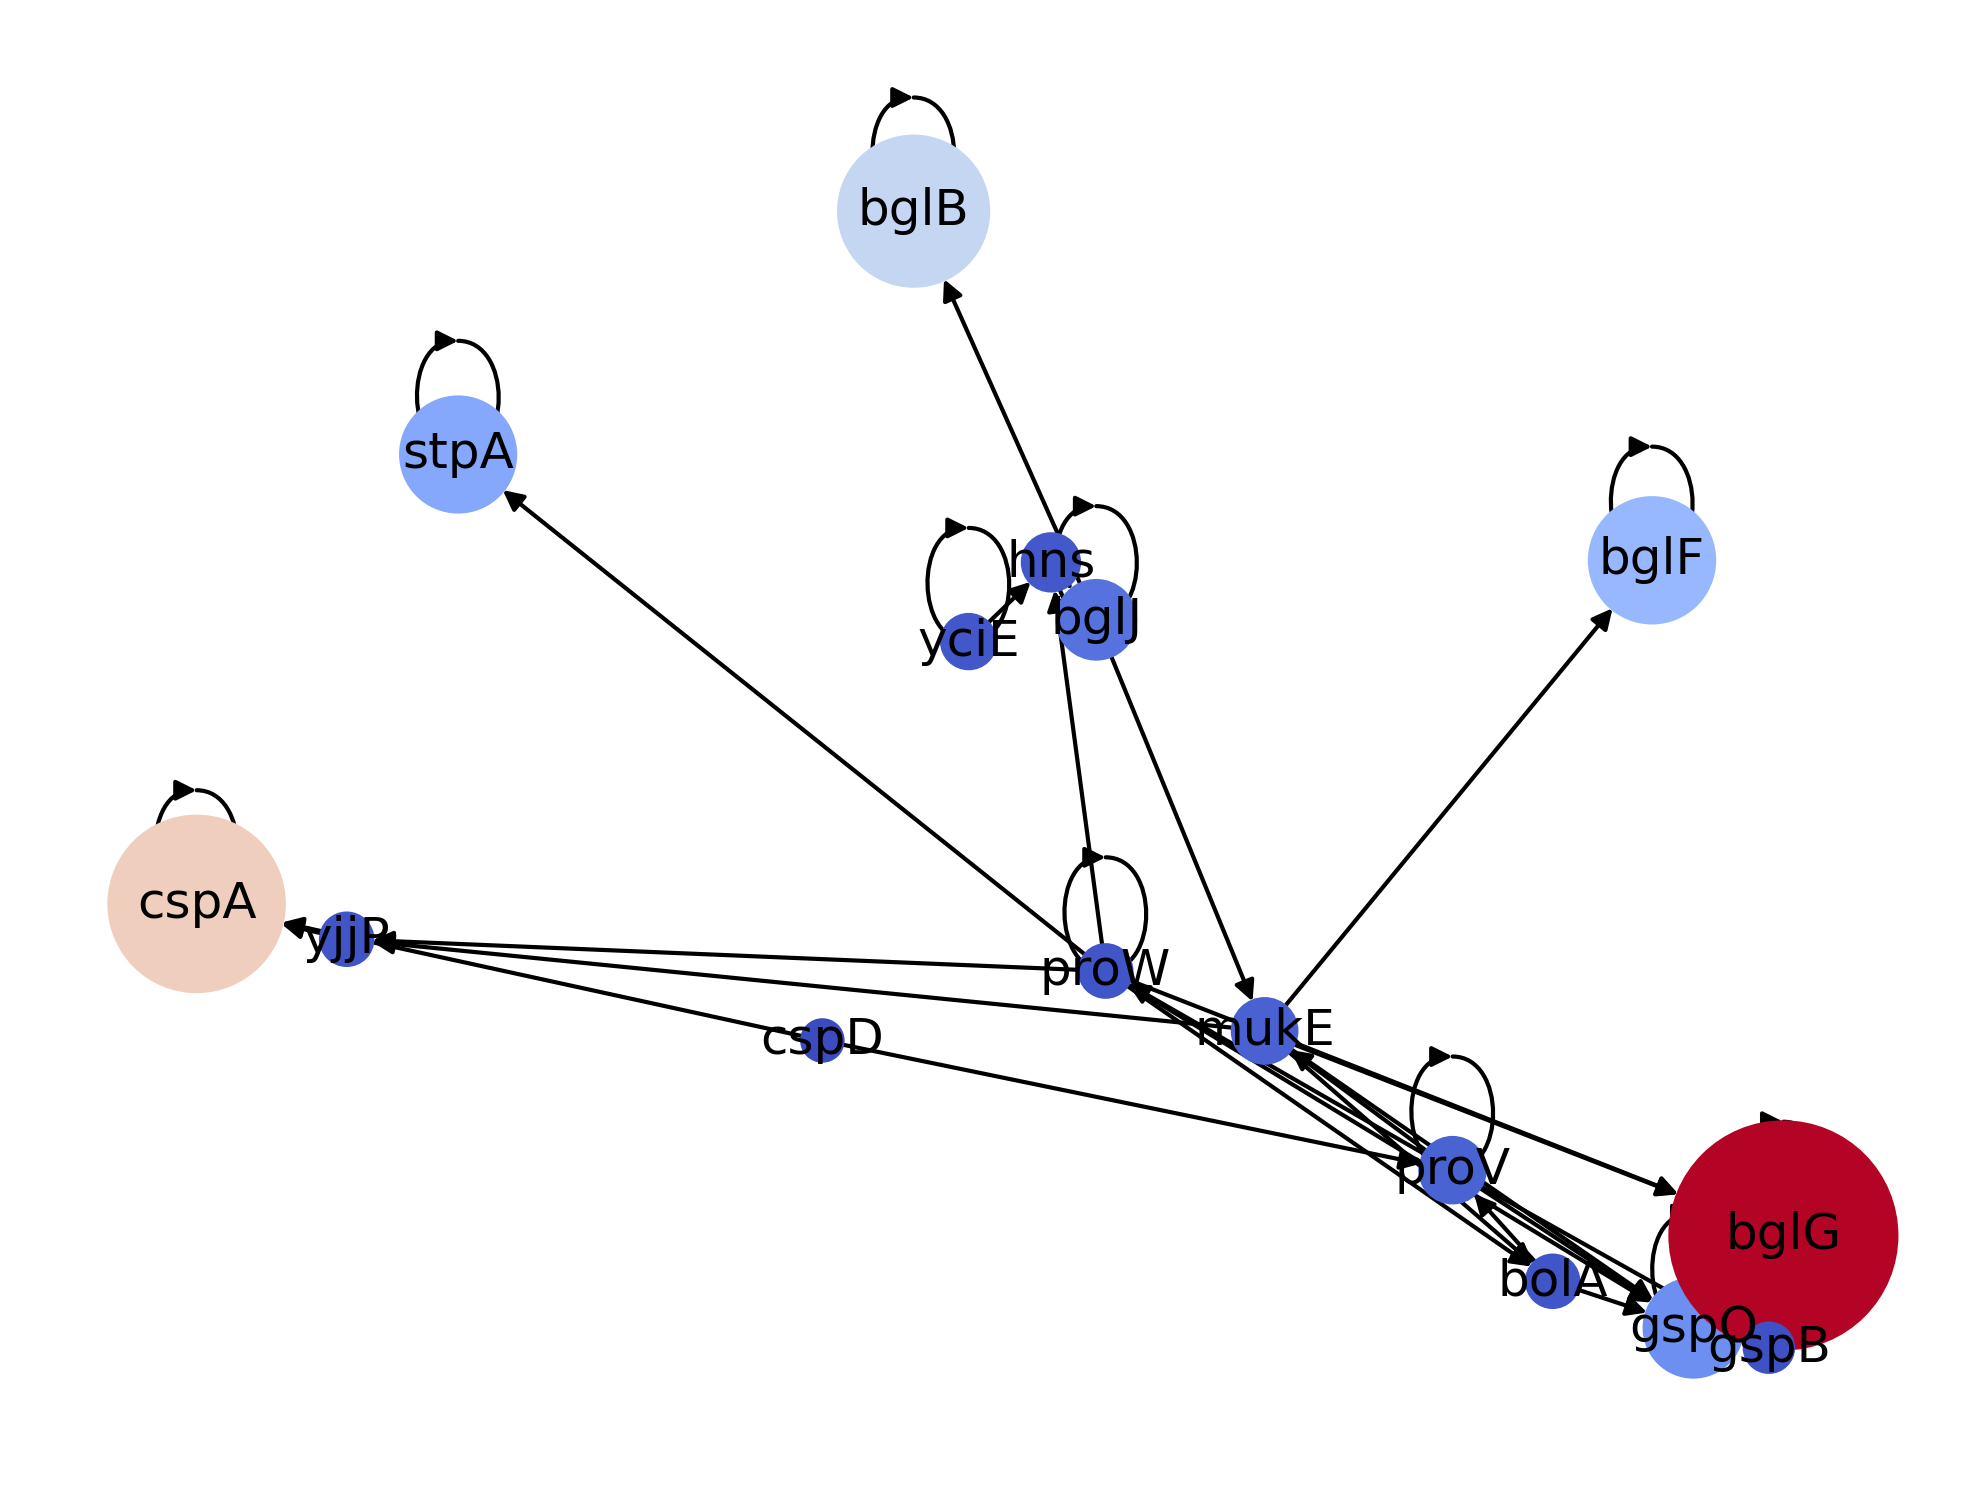 bglB
stpA
hns
bglF
bglJ
yciE
cspA
yjjP
proW
mukE
cspD
proV
bglG
bolA
gspO
gspB